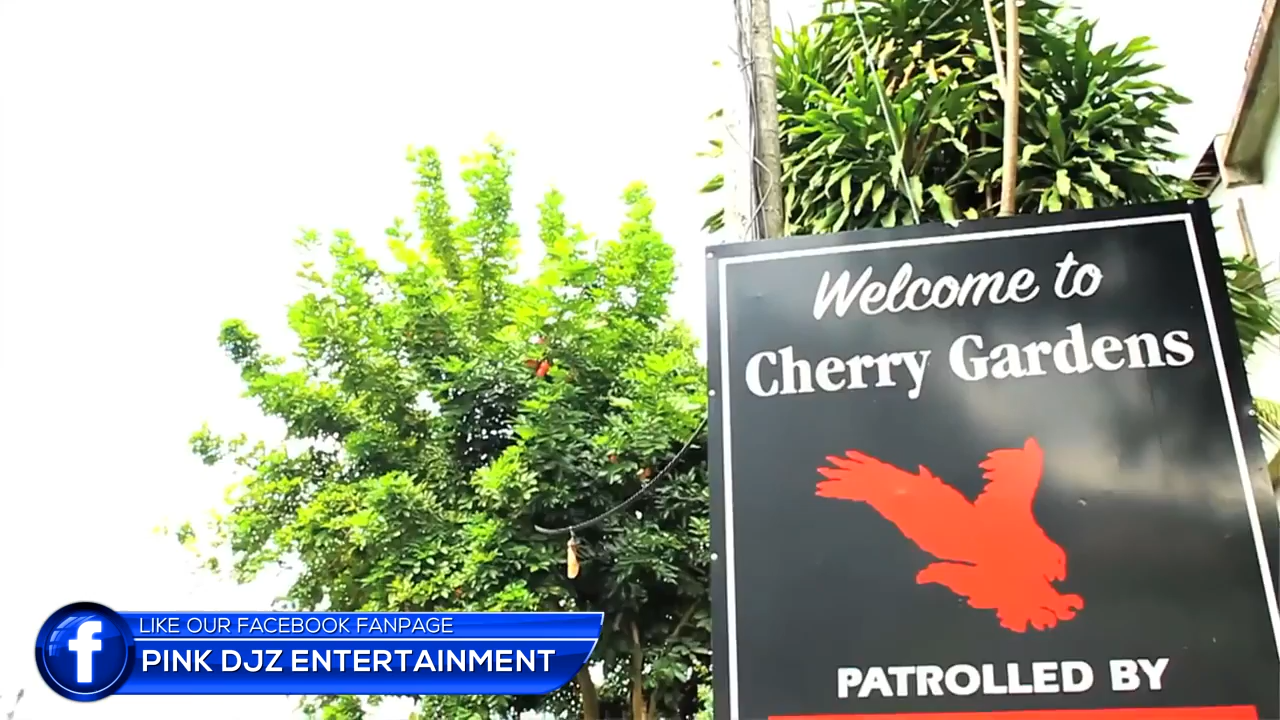 Welcome to
Cherry Gardens
PATROLLED BY
f
LIKE OUR FACEBOOK FANPAGE
PINK DJZ ENTERTAINMENT